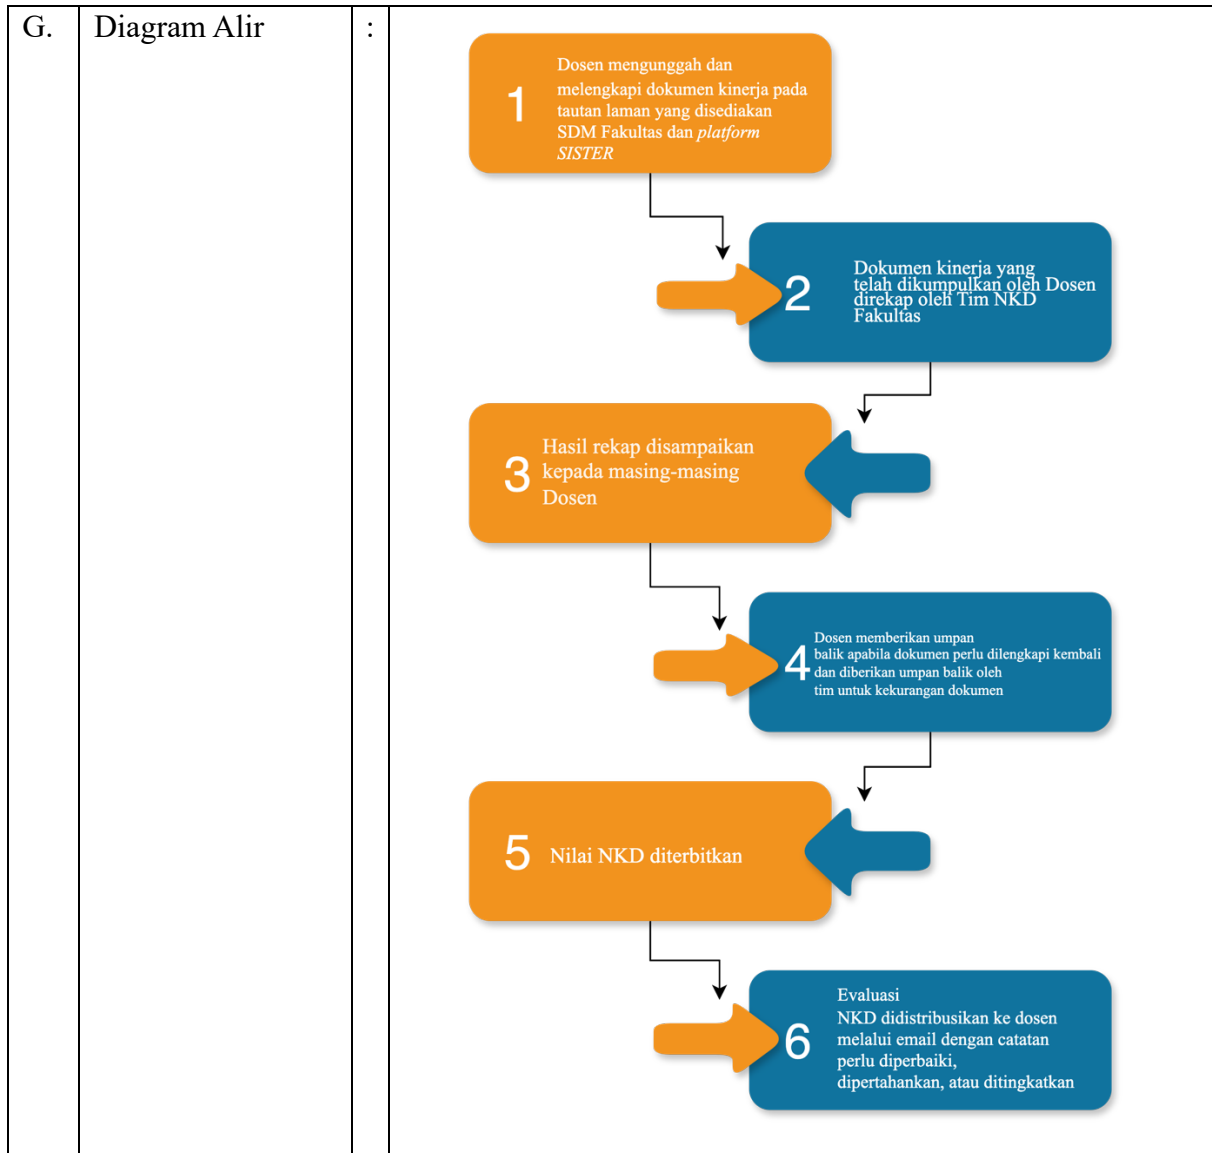 G. Diagram Alir :
1
Dosen mengunggah dan
melengkapi dokumen kinerja pada
tautan laman yang disediakan
SDM Fakultas dan platform
SISTER
2
Dokumen kinerja yang
telah dikumpulkan oleh Dosen
direkap oleh Tim NKD
Fakultas
3
Hasil rekap disampaikan
kepada masing-masing
Dosen
4
Dosen memberikan umpan
balik apabila dokumen perlu dilengkapi kembali
dan diberikan umpan balik oleh
tim untuk kekurangan dokumen
5
Nilai NKD diterbitkan
6
Evaluasi
NKD didistribusikan ke dosen
melalui email dengan catatan
perlu diperbaiki,
dipertahankan, atau ditingkatkan